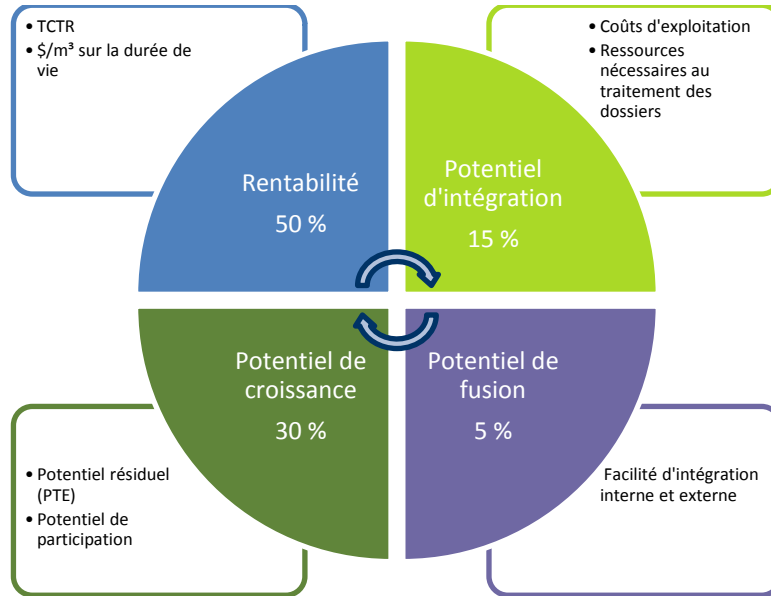 • TCTR
• $/m³ sur la durée de
vie
• Coûts d'exploitation
• Ressources
nécessaires au
traitement des
dossiers
Rentabilité
50 %
Potentiel
d'intégration
15 %
Potentiel de
croissance
30 %
Potentiel de
fusion
5 %
• Potentiel résiduel
(PTE)
• Potentiel de
participation
Facilité d'intégration
interne et externe